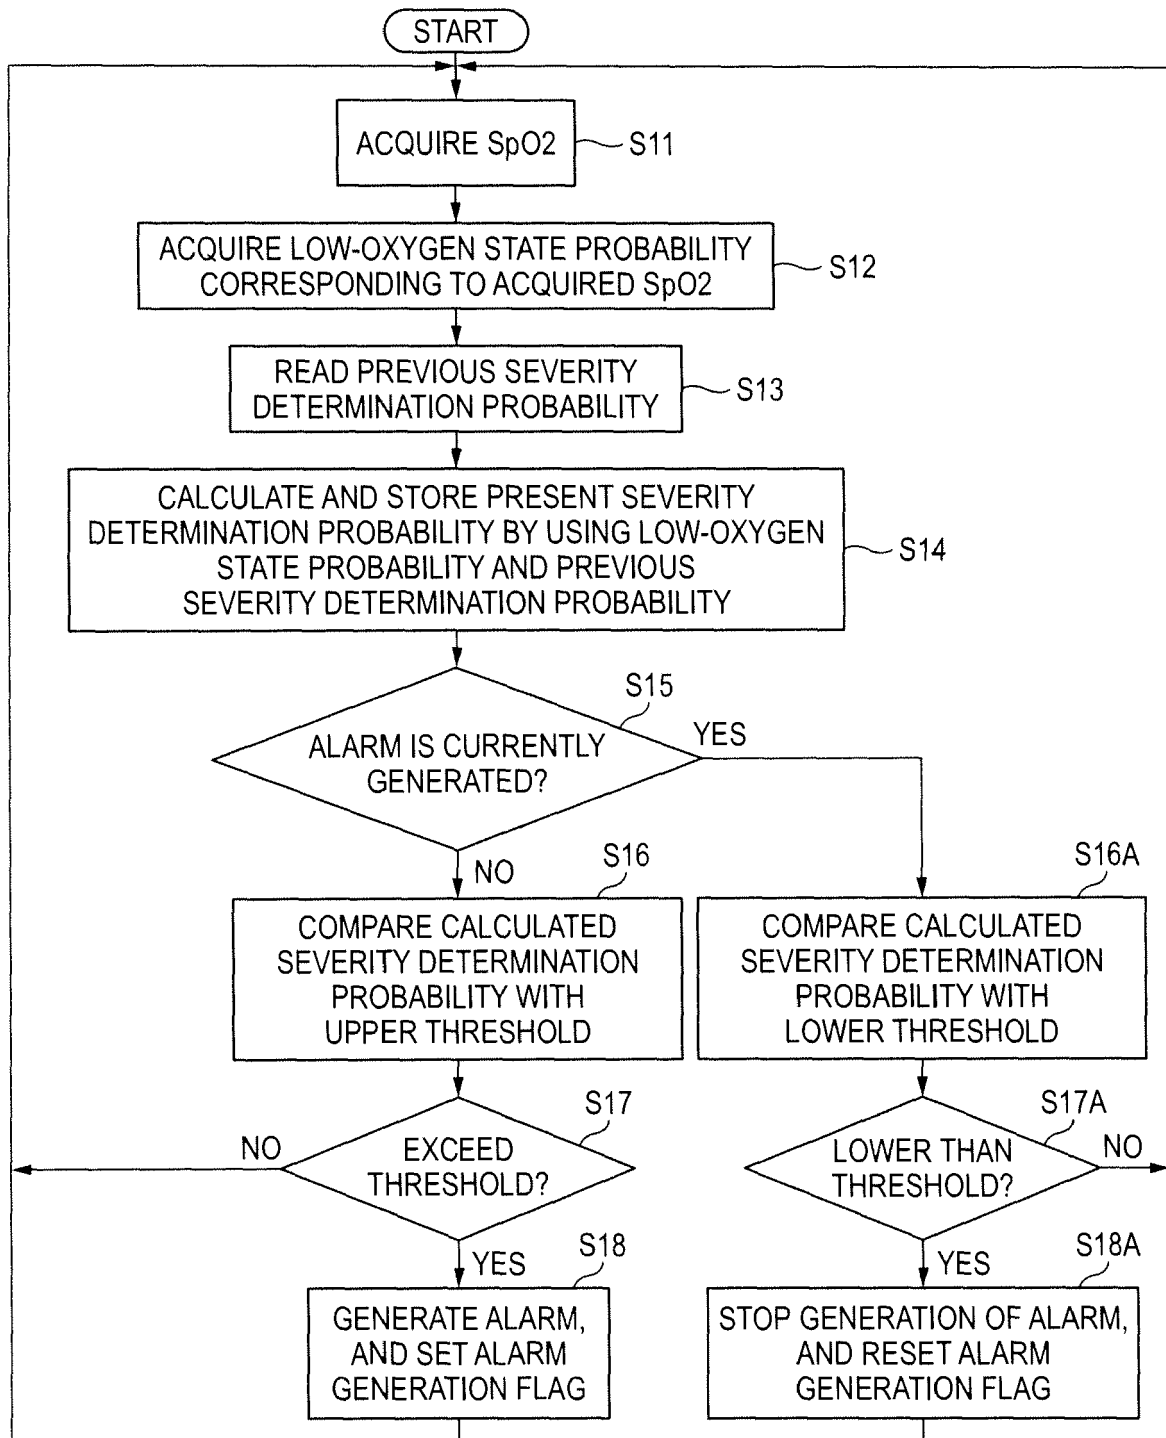 START
ACQUIRE SpO2
S11
ACQUIRE LOW-OXYGEN STATE PROBABILITY
CORRESPONDING TO ACQUIRED SpO2
S12
READ PREVIOUS SEVERITY
DETERMINATION PROBABILITY
S13
CALCULATE AND STORE PRESENT SEVERITY
DETERMINATION PROBABILITY BY USING LOW-OXYGEN
STATE PROBABILITY AND PREVIOUS
SEVERITY DETERMINATION PROBABILITY
S14
S15
ALARM IS CURRENTLY
GENERATED?
YES
NO
S16
COMPARE CALCULATED
SEVERITY DETERMINATION
PROBABILITY WITH
UPPER THRESHOLD
S16A
COMPARE CALCULATED
SEVERITY DETERMINATION
PROBABILITY WITH
LOWER THRESHOLD
S17
NO
EXCEED
THRESHOLD?
YES
S17A
LOWER THAN
THRESHOLD?
NO
YES
S18
GENERATE ALARM,
AND SET ALARM
GENERATION FLAG
S18A
STOP GENERATION OF ALARM,
AND RESET ALARM
GENERATION FLAG